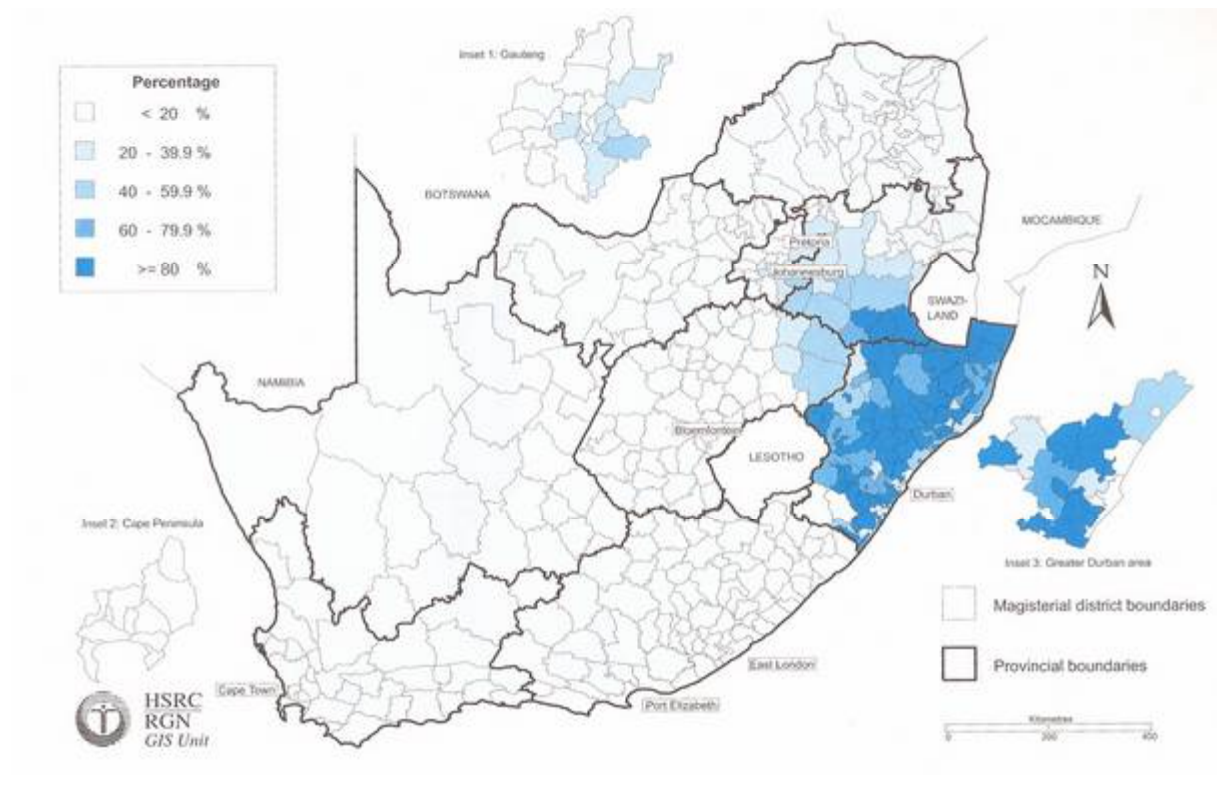 Percentage
< 20 %
20 - 39.9 %
40 - 59.9 %
60 - 79.9 %
>= 80 %
Inset 1: Gauteng
BOTSWANA
MOCAMBIQUE
Pretoria
Johannesburg
N
SWAZI-
LAND
NAMIBIA
Bloemfontein
LESOTHO
Durban
Inset 2: Cape Peninsula
Inset 3: Greater Durban area
Magisterial district boundaries
Provincial boundaries
East London
Cape Town
Port Elizabeth
HSRC
RGN
GIS Unit
Kilometres
0 200 400